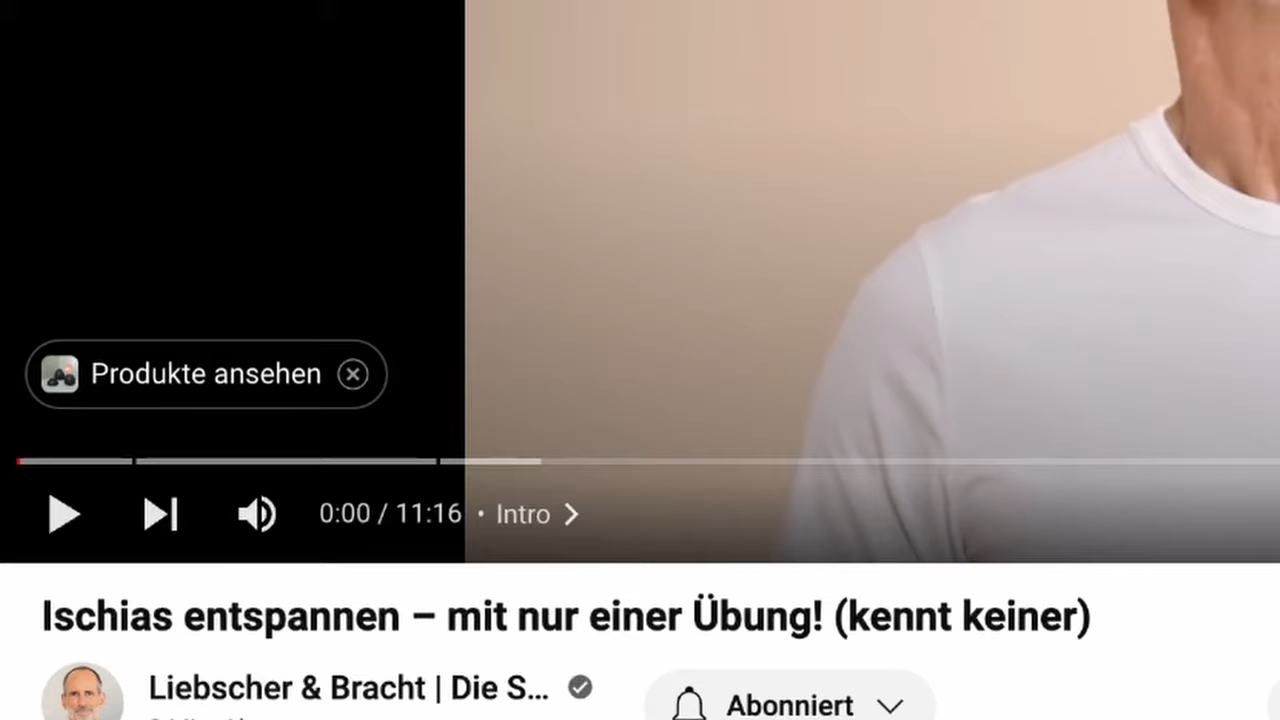 Produkte ansehen
0:00 / 11:16 • Intro
Ischias entspannen – mit nur einer Übung! (kennt keiner)
Liebscher & Bracht | Die S...
Abonniert